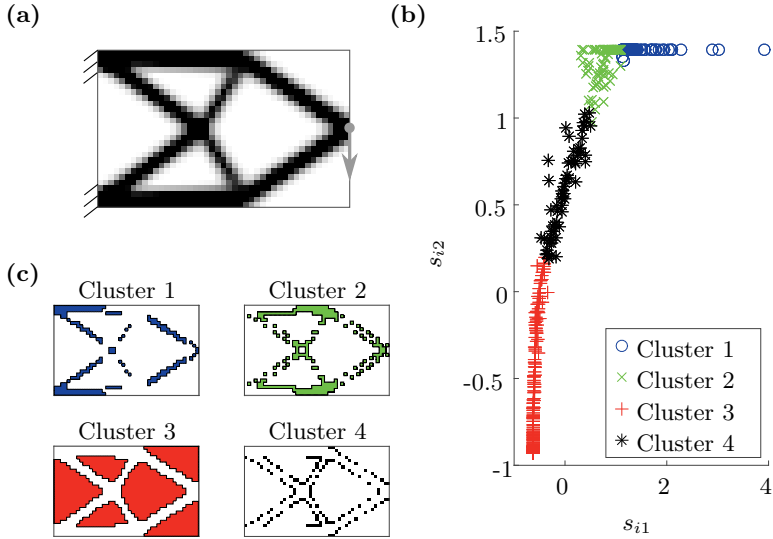 (a)
(b)
1.5
1
0.5
0
-0.5
-1
0
2
4
s_{i2}
s_{i1}
Cluster 1
Cluster 2
Cluster 3
Cluster 4
(c)
Cluster 1
Cluster 2
Cluster 3
Cluster 4